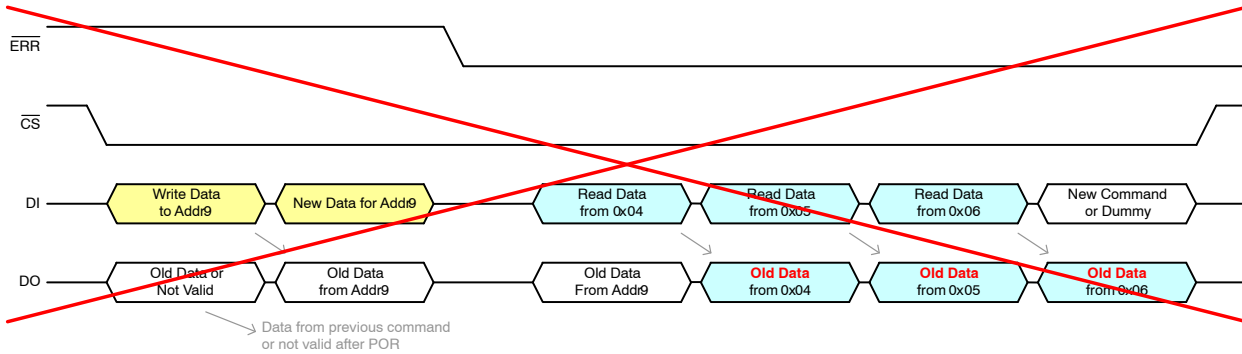 ERR
CS
DI
Write Data
to Addr9
New Data for Addr9
Read Data
from 0x04
Read Data
from 0x05
Read Data
from 0x06
New Command
or Dummy
DO
Old Data or
Not Valid
Old Data
from Addr9
Old Data
From Addr9
Old Data
from 0x04
Old Data
from 0x05
Old Data
from 0x06
Data from previous command
or not valid after POR